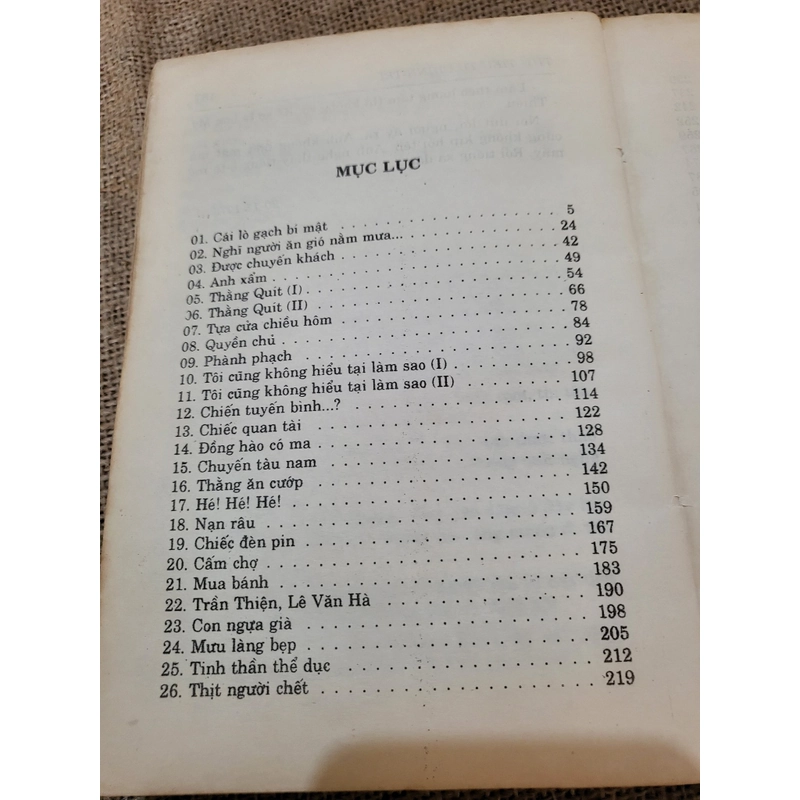 MỤC LỤC
01. Cái lò gạch bí mật . . . . . . . . . . . . . . . . 5
02. Nghĩ người ăn gió nằm mưa... . . . . . . . . . . . . 24
03. Được chuyến khách . . . . . . . . . . . . . . . . 42
04. Anh xẩm . . . . . . . . . . . . . . . . . . . . 49
05. Thằng Quit (I) . . . . . . . . . . . . . . . . . . 54
06. Thằng Quit (II) . . . . . . . . . . . . . . . . . . 66
07. Tựa cửa chiều hôm . . . . . . . . . . . . . . . . 78
08. Quyền chủ . . . . . . . . . . . . . . . . . . . 84
09. Phành phạch . . . . . . . . . . . . . . . . . . 92
10. Tôi cũng không hiểu tại làm sao (I) . . . . . . . . . . 98
11. Tôi cũng không hiểu tại làm sao (II) . . . . . . . . . 107
12. Chiến tuyến bình...? . . . . . . . . . . . . . . . 114
13. Chiếc quan tài . . . . . . . . . . . . . . . . . 122
14. Đồng hào có ma . . . . . . . . . . . . . . . . . 128
15. Chuyến tàu nam . . . . . . . . . . . . . . . . . 134
16. Thằng ăn cướp . . . . . . . . . . . . . . . . . 142
17. Hé! Hé! Hé! . . . . . . . . . . . . . . . . . . 150
18. Nạn râu . . . . . . . . . . . . . . . . . . . . 159
19. Chiếc đèn pin . . . . . . . . . . . . . . . . . . 167
20. Cấm chợ . . . . . . . . . . . . . . . . . . . . 175
21. Mua bánh . . . . . . . . . . . . . . . . . . . 183
22. Trần Thiện, Lê Văn Hà . . . . . . . . . . . . . . 190
23. Con ngựa già . . . . . . . . . . . . . . . . . . 198
24. Mưu làng bẹp . . . . . . . . . . . . . . . . . . 205
25. Tinh thần thể dục . . . . . . . . . . . . . . . . 212
26. Thịt người chết . . . . . . . . . . . . . . . . . 219